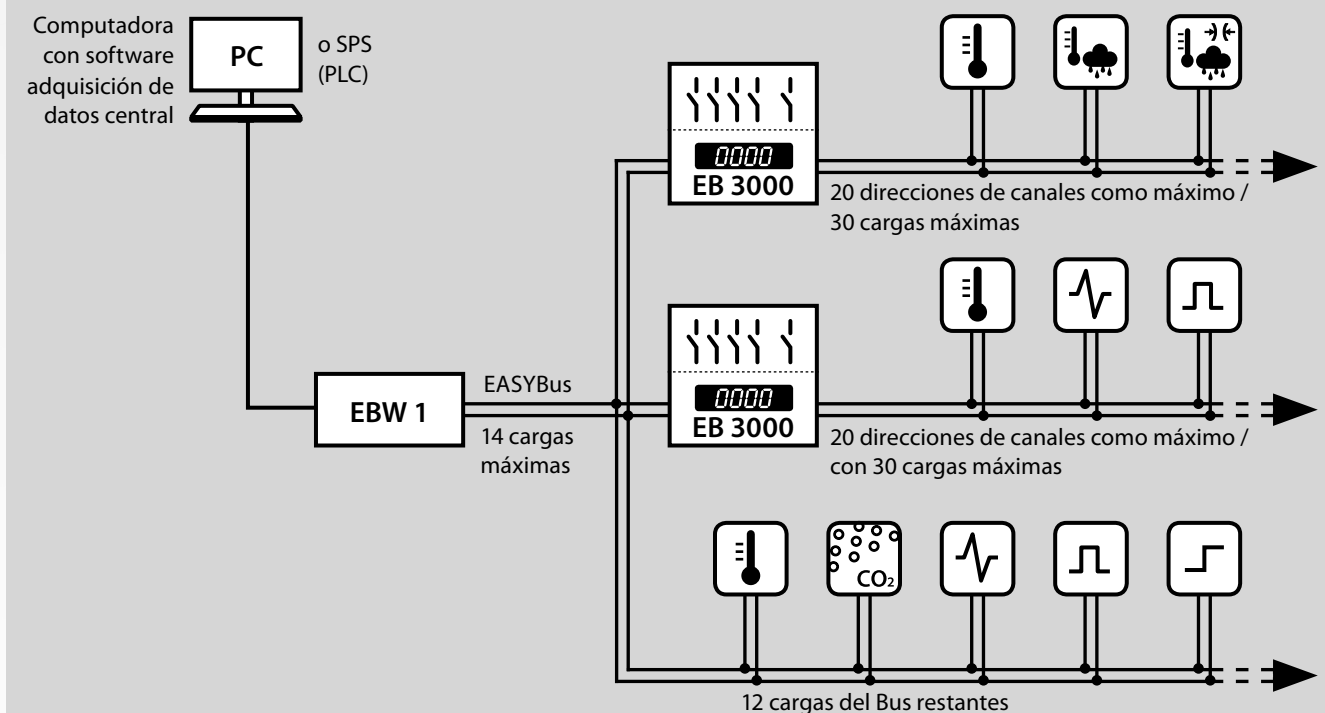 Computadora
con software
adquisición de
datos central
PC
o SPS
(PLC)
0000
EB 3000
20 direcciones de canales como máximo /
30 cargas máximas
EBW 1
EASYBus
14 cargas
máximas
0000
EB 3000
20 direcciones de canales como máximo /
con 30 cargas máximas
CO₂
12 cargas del Bus restantes